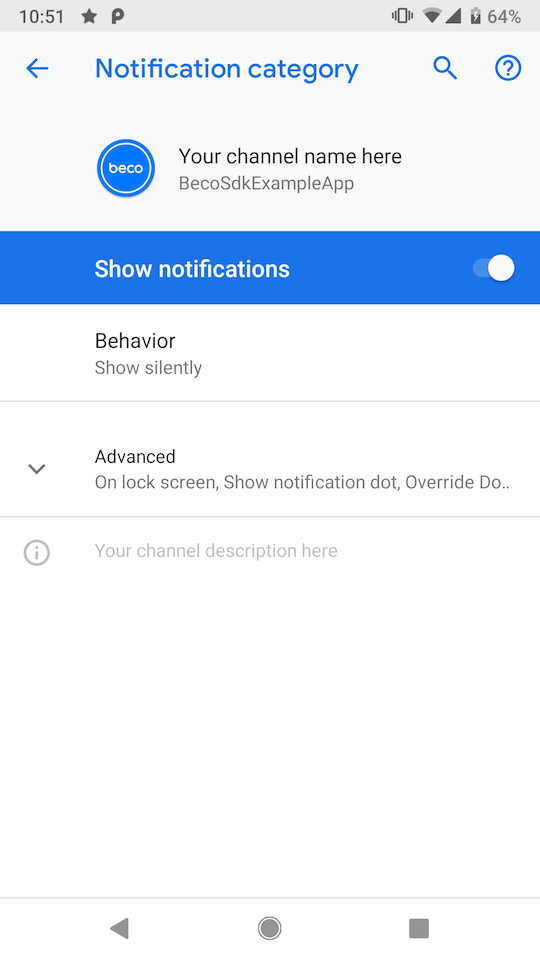 10:51 64%
Notification category
beco
Your channel name here
BecoSdkExampleApp
Show notifications
Behavior
Show silently
Advanced
On lock screen, Show notification dot, Override Do..
Your channel description here